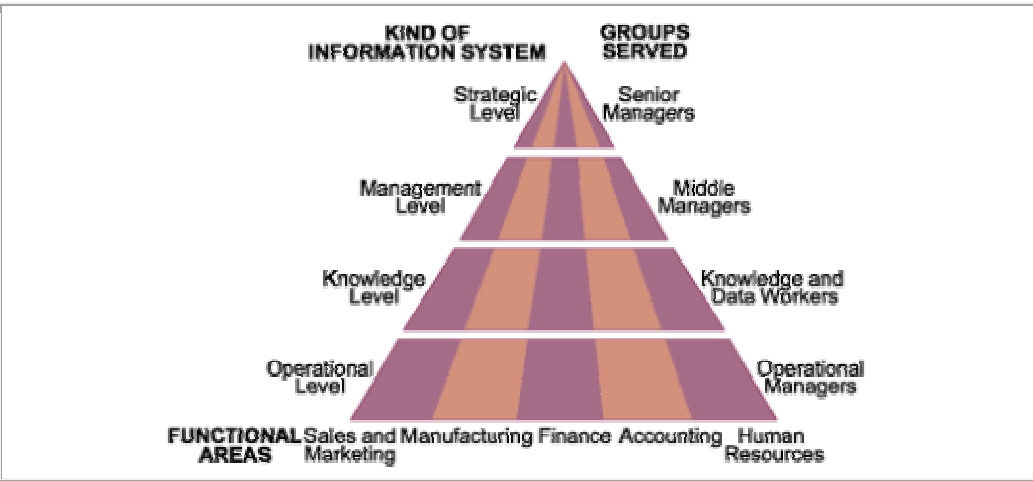 KIND OF
INFORMATION SYSTEM
GROUPS
SERVED
Strategic
Level
Senior
Managers
Management
Level
Middle
Managers
Knowledge
Level
Knowledge and
Data Workers
Operational
Level
Operational
Managers
FUNCTIONAL
AREAS
Sales and
Marketing
Manufacturing
Finance
Accounting
Human
Resources